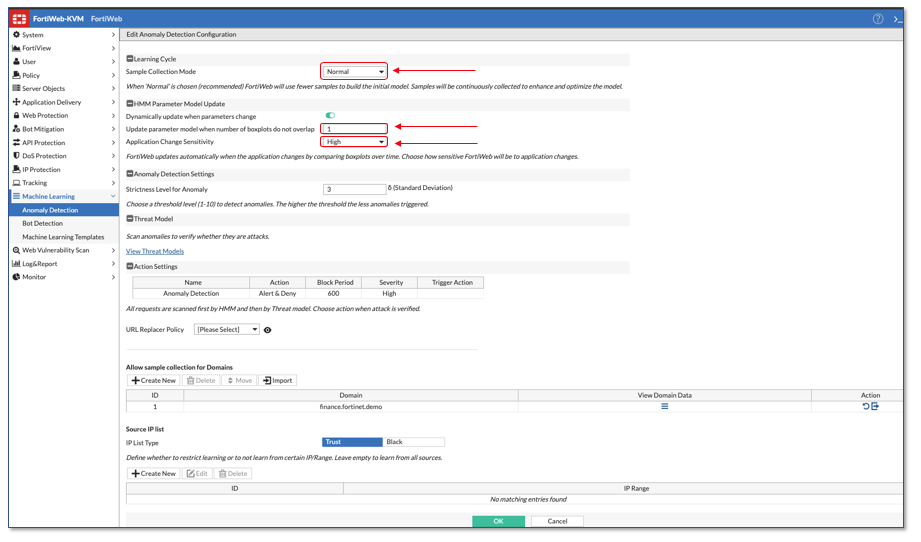 FortiWeb-KVM FortiWeb
System
FortiView
User
Policy
Server Objects
Application Delivery
Web Protection
Bot Mitigation
API Protection
DoS Protection
IP Protection
Tracking
Machine Learning
Anomaly Detection
Bot Detection
Machine Learning Templates
Web Vulnerability Scan
Log&Report
Monitor
Edit Anomaly Detection Configuration
Learning Cycle
Sample Collection Mode Normal
When 'Normal' is chosen (recommended) FortiWeb will use fewer samples to build the initial model. Samples will be continuously collected to enhance and optimize the model.
HMM Parameter Model Update
Dynamically update when parameters change
Update parameter model when number of boxplots do not overlap 1
Application Change Sensitivity High
FortiWeb updates automatically when the application changes by comparing boxplots over time. Choose how sensitive FortiWeb will be to application changes.
Anomaly Detection Settings
Strictness Level for Anomaly 3 δ (Standard Deviation)
Choose a threshold level (1-10) to detect anomalies. The higher the threshold the less anomalies triggered.
Threat Model
Scan anomalies to verify whether they are attacks.
View Threat Models
Action Settings
Name Action Block Period Severity Trigger Action
Anomaly Detection Alert & Deny 600 High
All requests are scanned first by HMM and then by Threat model. Choose action when attack is verified.
URL Replacer Policy [Please Select]
Allow sample collection for Domains
Create New Delete Move Import
ID Domain View Domain Data Action
1 finance.fortinet.demo
Source IP list
IP List Type Trust Black
Define whether to restrict learning or to not learn from certain IP/Range. Leave empty to learn from all sources.
Create New Edit Delete
ID IP Range
No matching entries found
OK Cancel